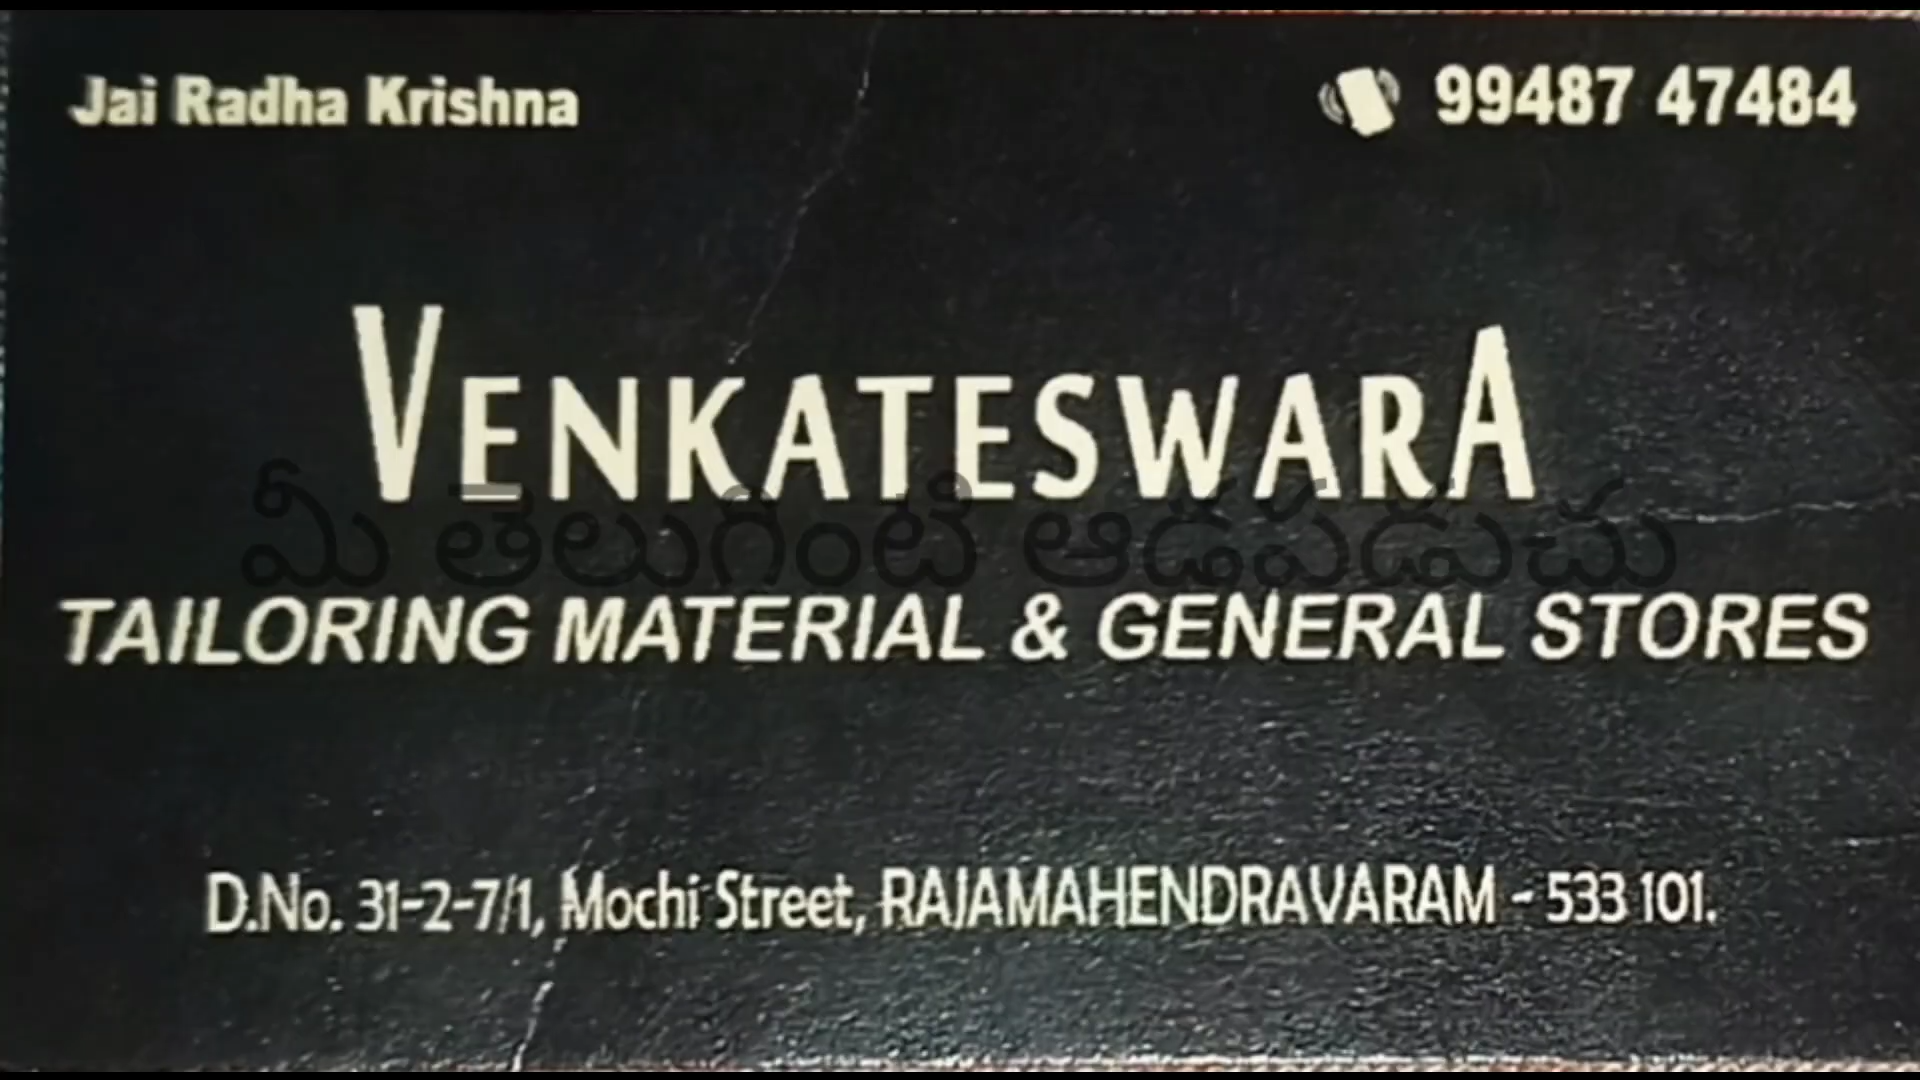 Jai Radha Krishna 99487 47484
VENKATESWARA
మీ తెలుగింటి ఆడపడుచు
TAILORING MATERIAL & GENERAL STORES
D.No. 31-2-7/1, Mochi Street, RAJAMAHENDRAVARAM - 533 101.